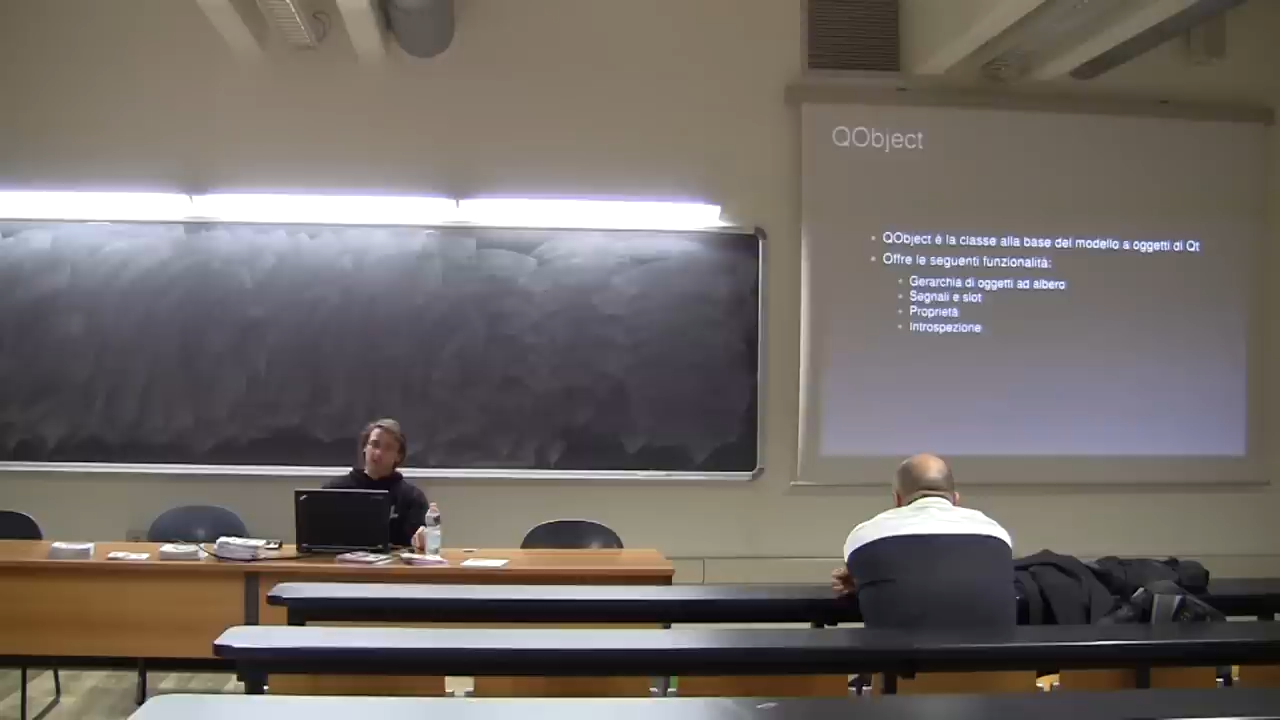 QObject
QObject è la classe alla base del modello a oggetti di Qt
Offre le seguenti funzionalità:
Gerarchia di oggetti ad albero
Segnali e slot
Proprietà
Introspezione